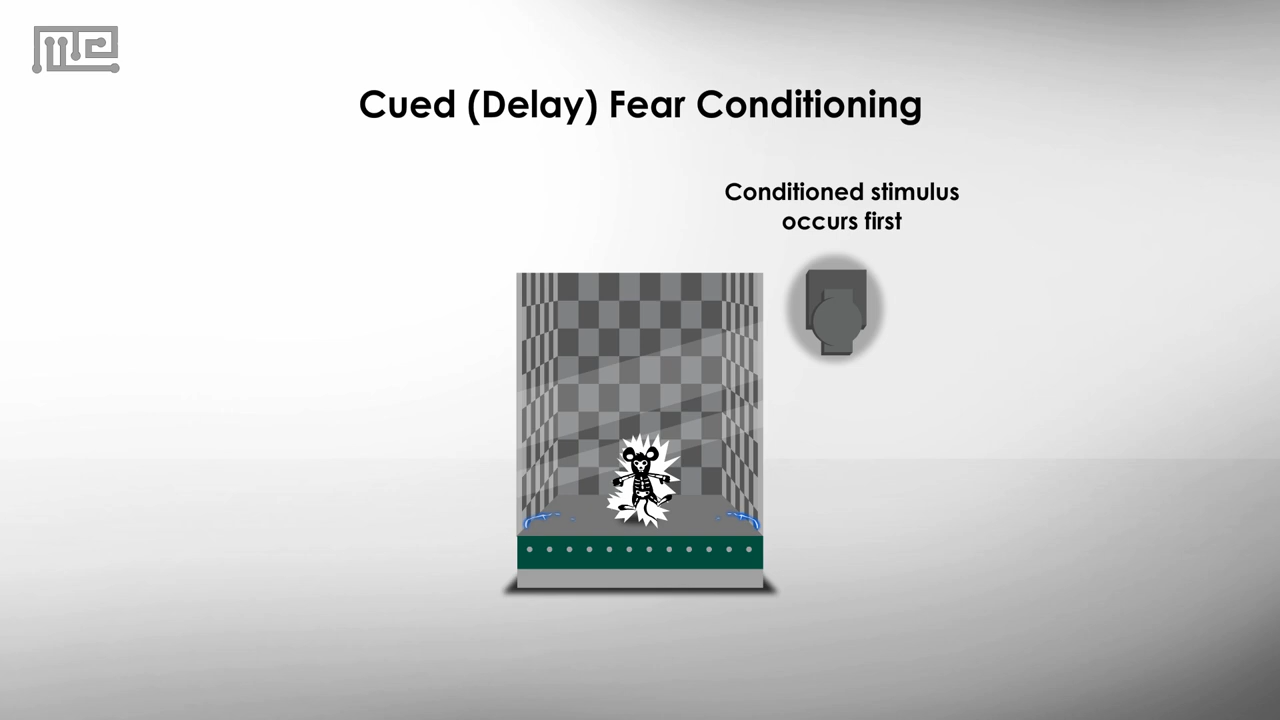 Cued (Delay) Fear Conditioning
Conditioned stimulus
occurs first